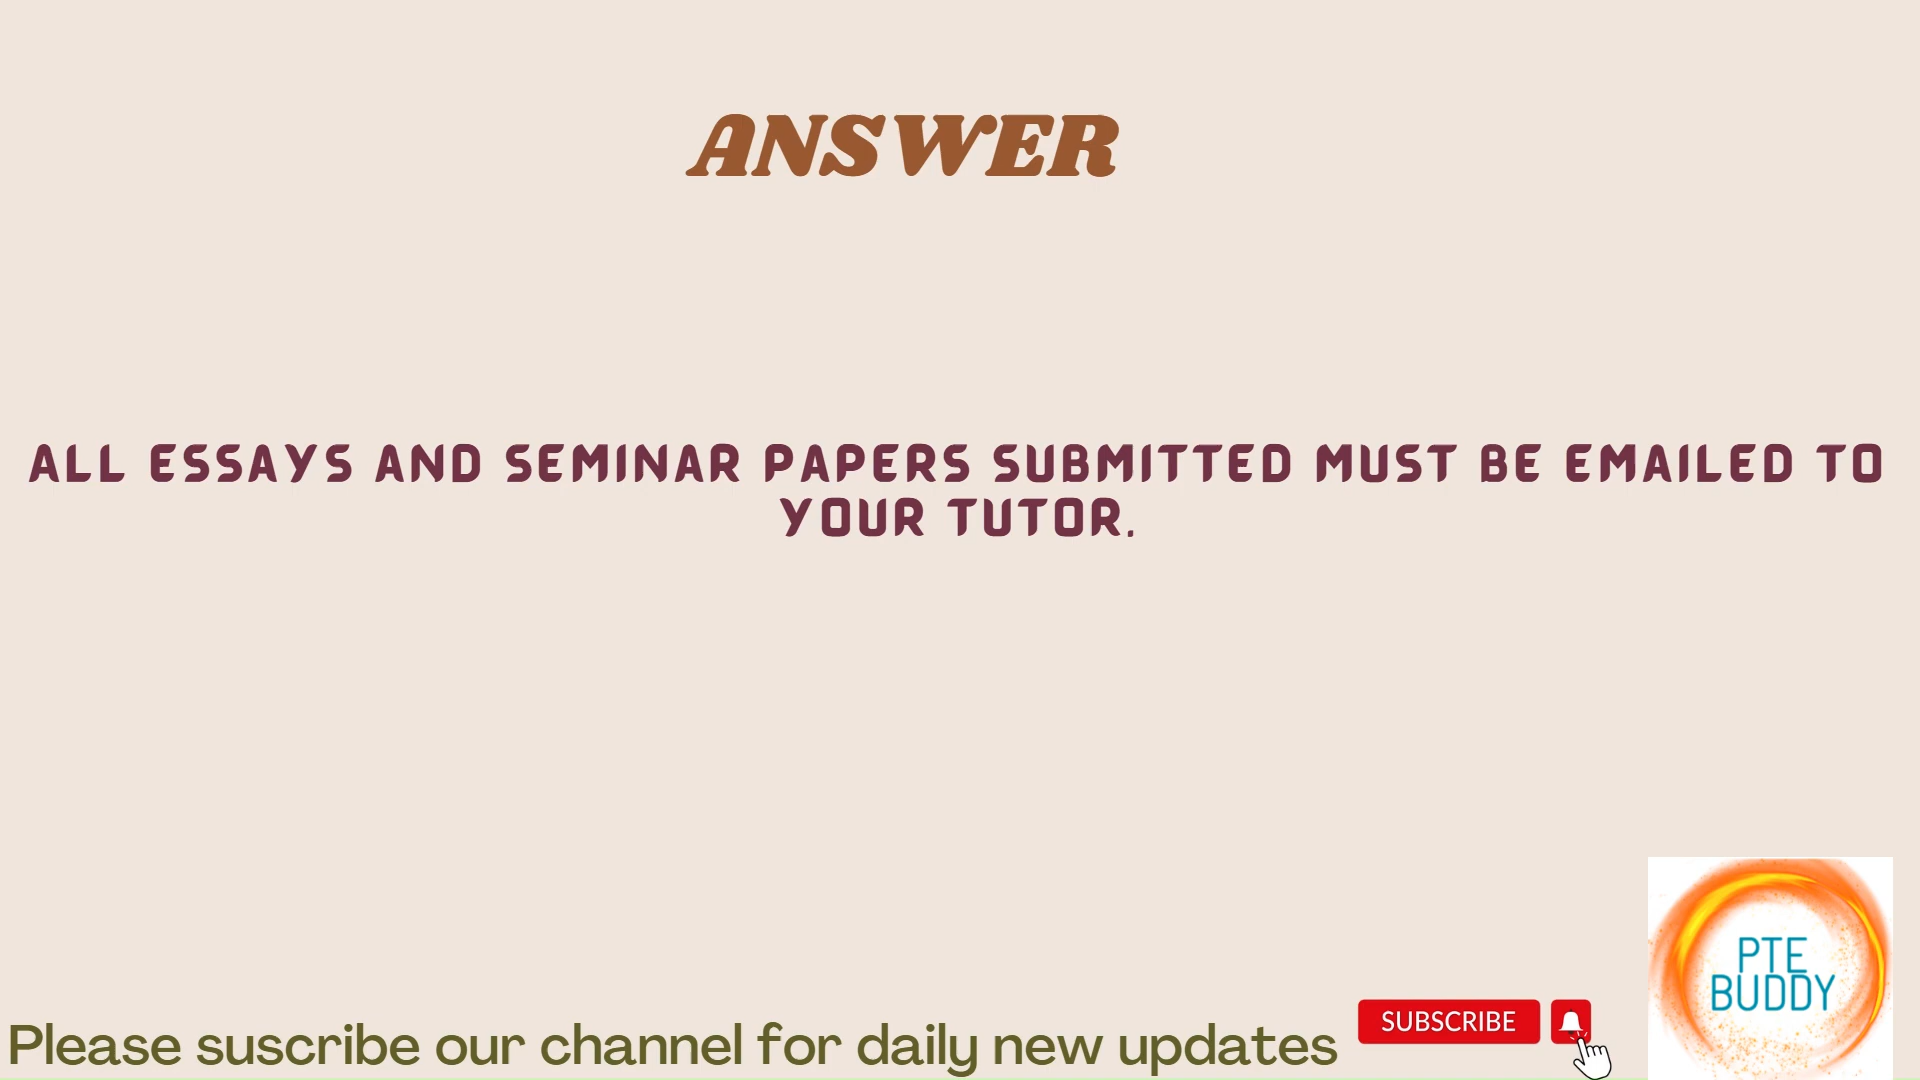 ANSWER
ALL ESSAYS AND SEMINAR PAPERS SUBMITTED MUST BE EMAILED TO
YOUR TUTOR.
PTE
BUDDY
SUBSCRIBE
Please suscribe our channel for daily new updates